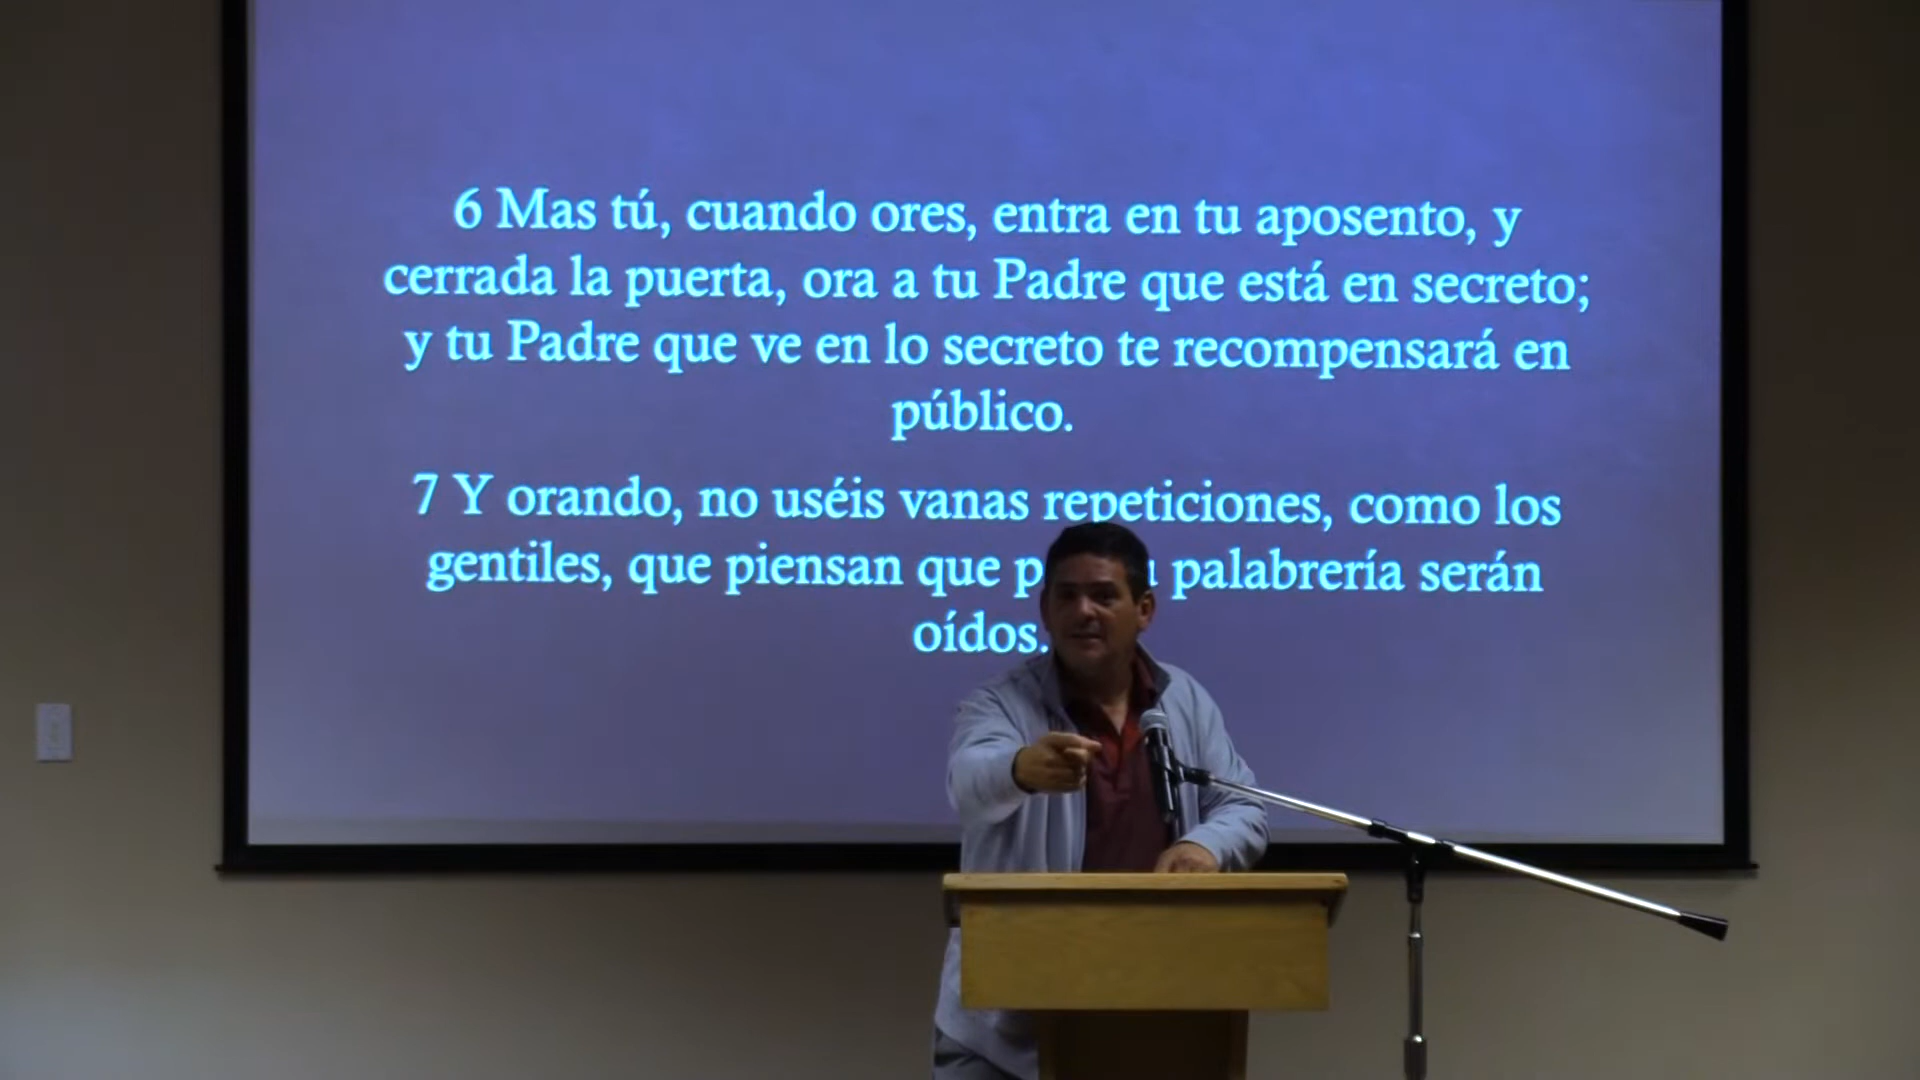 6 Mas tú, cuando ores, entra en tu aposento, y
cerrada la puerta, ora a tu Padre que está en secreto;
y tu Padre que ve en lo secreto te recompensará en
público.
7 Y orando, no uséis vanas repeticiones, como los
gentiles, que piensan que palabrería serán
oídos.